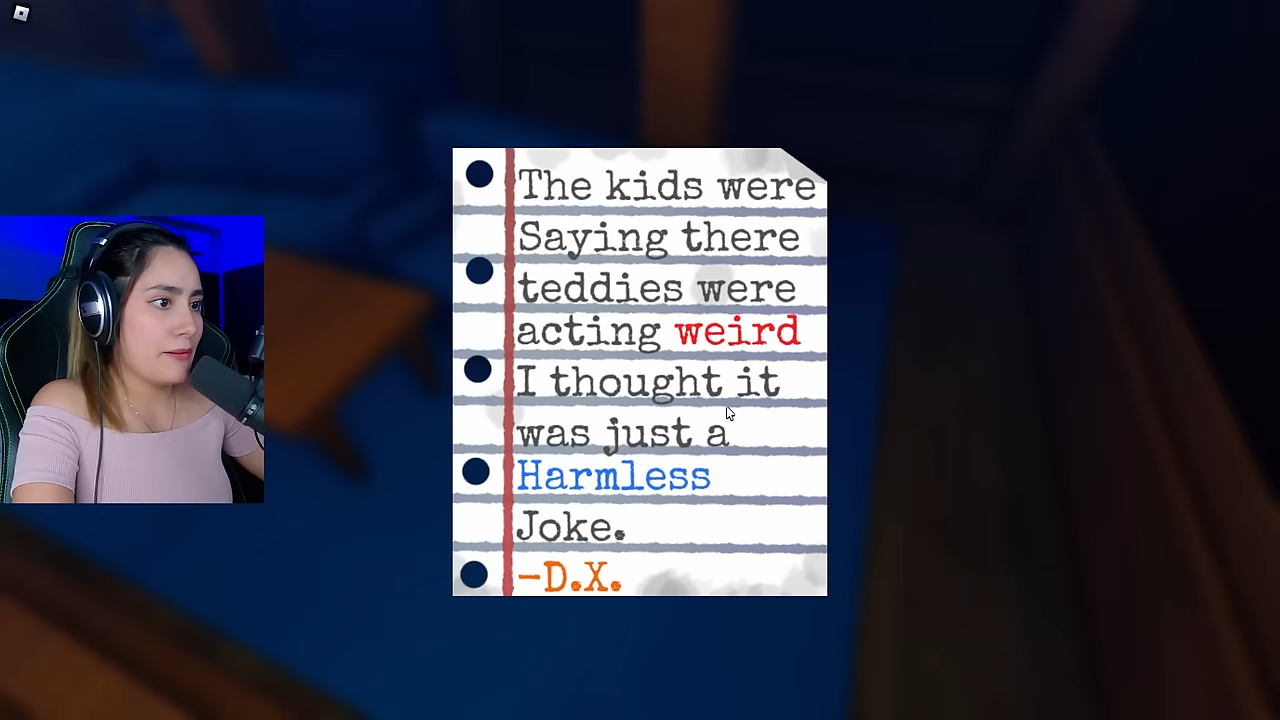 The kids were
Saying there
teddies were
acting weird
I thought it
was just a
Harmless
Joke.
-D.X.